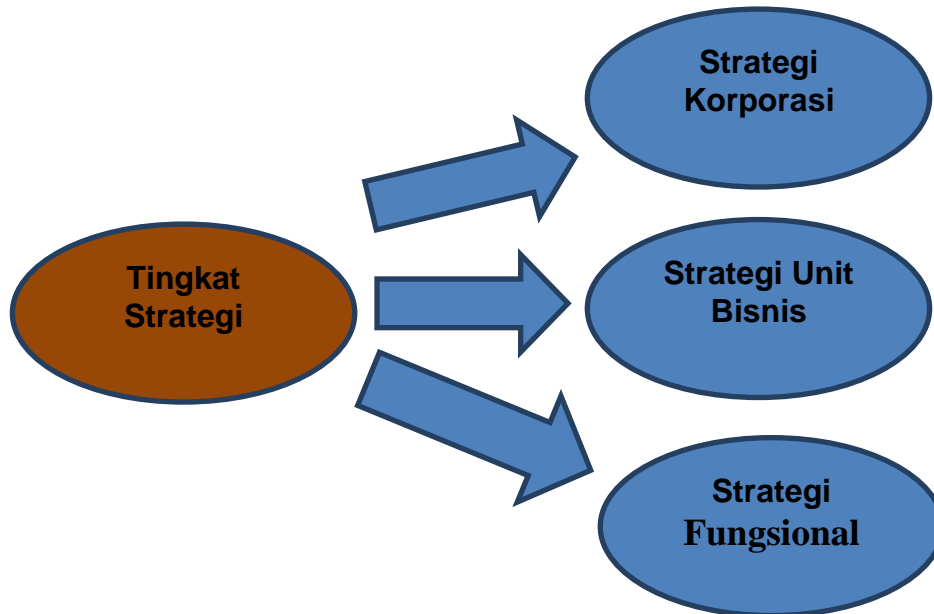 Tingkat
Strategi
Strategi
Korporasi
Strategi Unit
Bisnis
Strategi
Fungsional